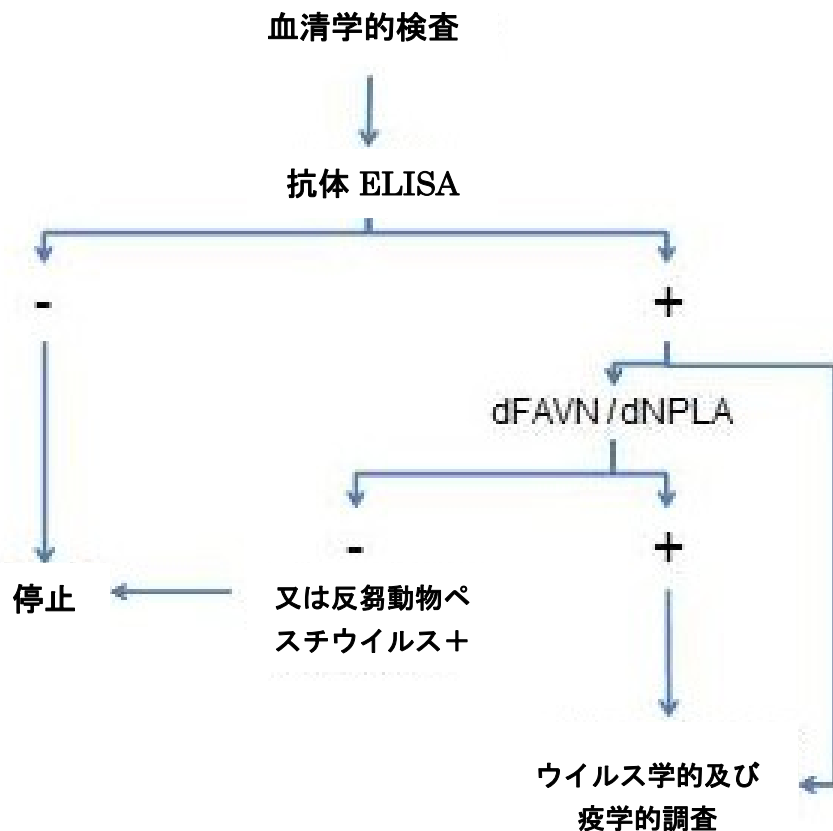 血清学的検査
抗体 ELISA
-
+
dFAVN / dNPLA
-
+
停止
又は反芻動物ペ
スチウイルス+
ウイルス学的及び
疫学的調査